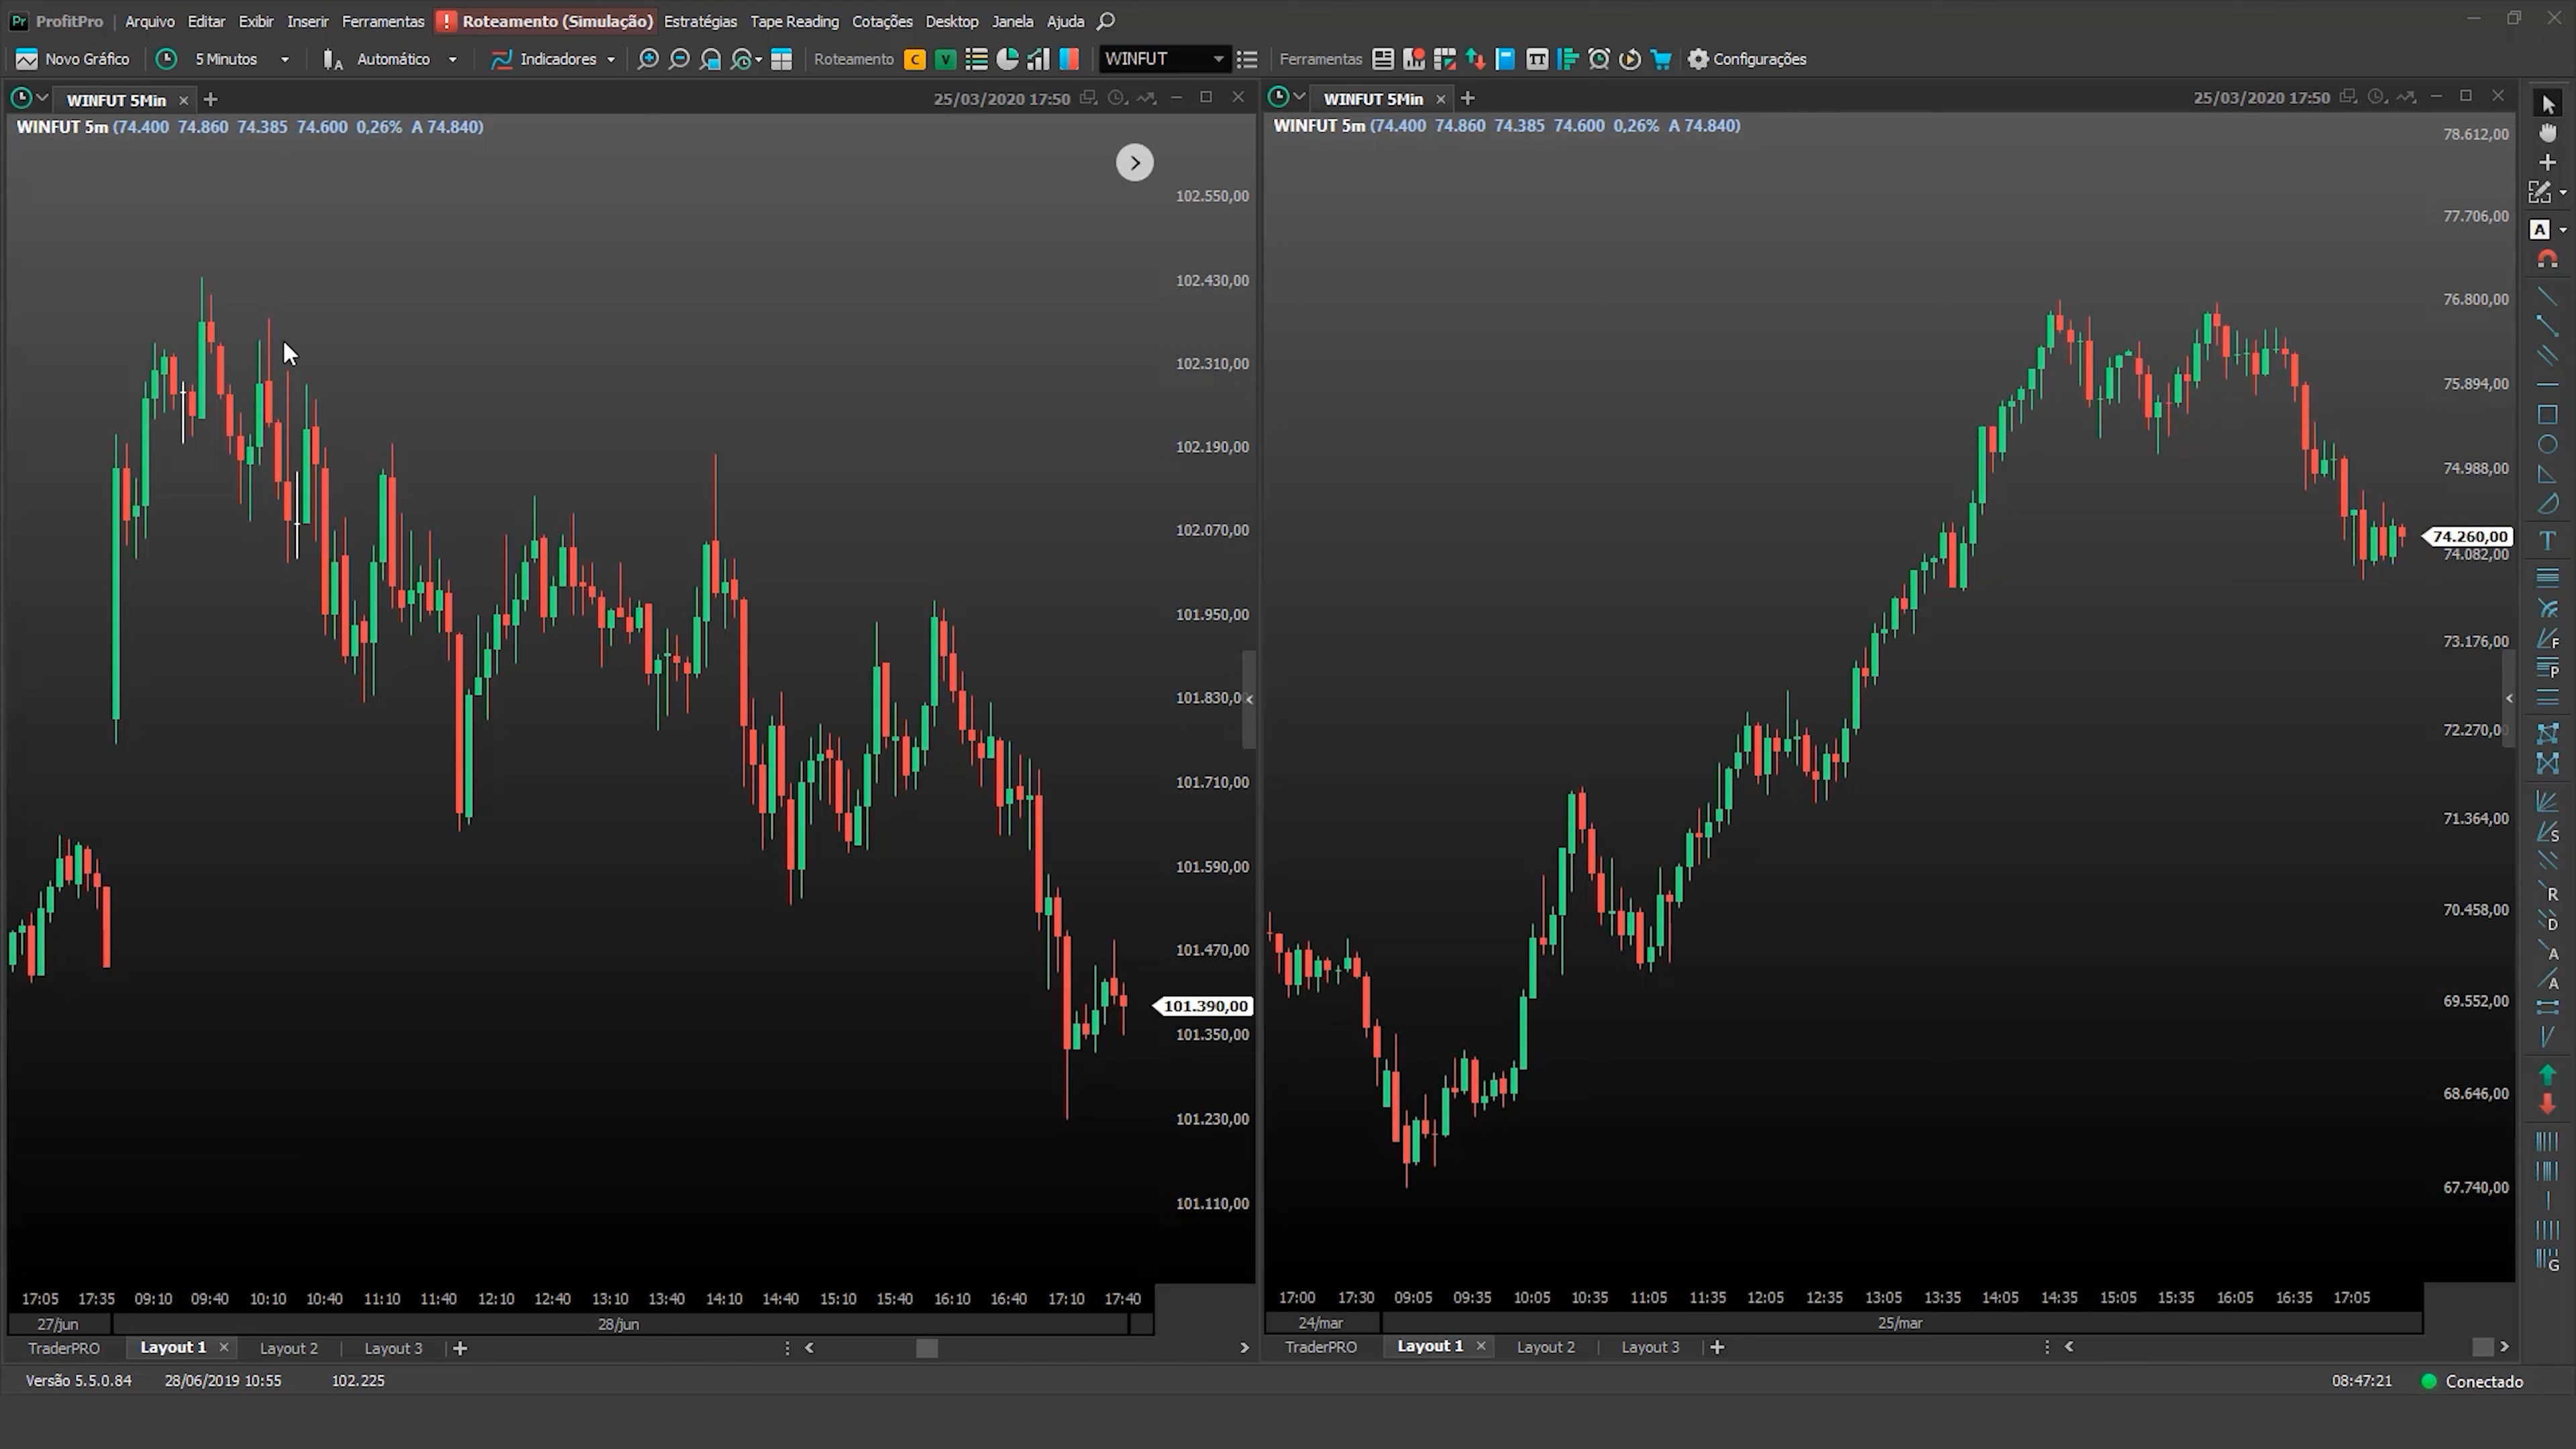 Pr ProfitPro Arquivo Editar Exibir Inserir Ferramentas ! Roteamento (Simulação) Estratégias Tape Reading Cotações Desktop Janela Ajuda
Novo Gráfico 5 Minutos A Automático Indicadores Roteamento C V WINFUT Ferramentas TT Configurações
WINFUT 5Min 25/03/2020 17:50
WINFUT 5m (74.400 74.860 74.385 74.600 0,26% A 74.840)
102.550,00
102.430,00
102.310,00
102.190,00
102.070,00
101.950,00
101.830,0
101.710,00
101.590,00
101.470,00
101.390,00
101.350,00
101.230,00
101.110,00
17:05 17:35 09:10 09:40 10:10 10:40 11:10 11:40 12:10 12:40 13:10 13:40 14:10 14:40 15:10 15:40 16:10 16:40 17:10 17:40
27/jun 28/jun
TraderPRO Layout 1 Layout 2 Layout 3
WINFUT 5Min 25/03/2020 17:50
WINFUT 5m (74.400 74.860 74.385 74.600 0,26% A 74.840)
78.612,00
77.706,00
76.800,00
75.894,00
74.988,00
74.260,00
74.082,00
73.176,00
72.270,0
71.364,00
70.458,00
69.552,00
68.646,00
67.740,00
17:00 17:30 09:05 09:35 10:05 10:35 11:05 11:35 12:05 12:35 13:05 13:35 14:05 14:35 15:05 15:35 16:05 16:35 17:05
24/mar 25/mar
TraderPRO Layout 1 Layout 2 Layout 3
A
T
F
P
S
R
D
A
A
G
Versão 5.5.0.84 28/06/2019 10:55 102.225 08:47:21 Conectado